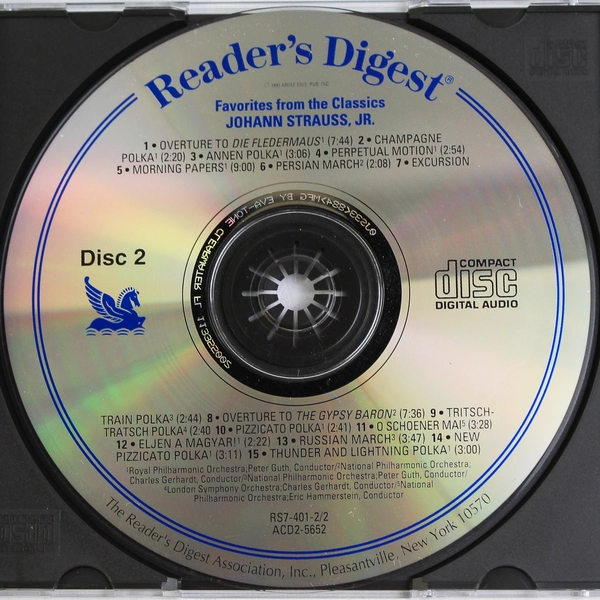 Reader's Digest®
Favorites from the Classics
JOHANN STRAUSS, JR.
1 • OVERTURE TO DIE FLEDERMAUS¹ (7:44) 2 • CHAMPAGNE
POLKA¹ (2:20) 3 • ANNEN POLKA¹ (3:06) 4 • PERPETUAL MOTION¹ (2:54)
5 • MORNING PAPERS¹ (9:00) 6 • PERSIAN MARCH² (2:08) 7 • EXCURSION
MFG BY EVA-TONE CLEARWATER FL
Disc 2
COMPACT
disc
DIGITAL AUDIO
TRAIN POLKA³ (2:44) 8 • OVERTURE TO THE GYPSY BARON² (7:36) 9 • TRITSCH-
TRATSCH POLKA⁴ (2:40 10 • PIZZICATO POLKA¹ (2:41) 11 • O SCHOENER MAI⁵ (3:28)
12 • ELJEN A MAGYAR!¹ (2:22) 13 • RUSSIAN MARCH³ (3:47) 14 • NEW
PIZZICATO POLKA¹ (3:11) 15 • THUNDER AND LIGHTNING POLKA¹ (3:00)
¹Royal Philharmonic Orchestra;Peter Guth, Conductor/²National Philharmonic Orchestra;
Charles Gerhardt, Conductor/³National Philharmonic Orchestra;Peter Guth, Conductor/
⁴London Symphony Orchestra;Charles Gerhardt, Conductor/⁵National
Philharmonic Orchestra;Eric Hammerstein, Conductor
RS7-401-2/2
ACD2-5652
The Reader's Digest Association, Inc., Pleasantville, New York 10570